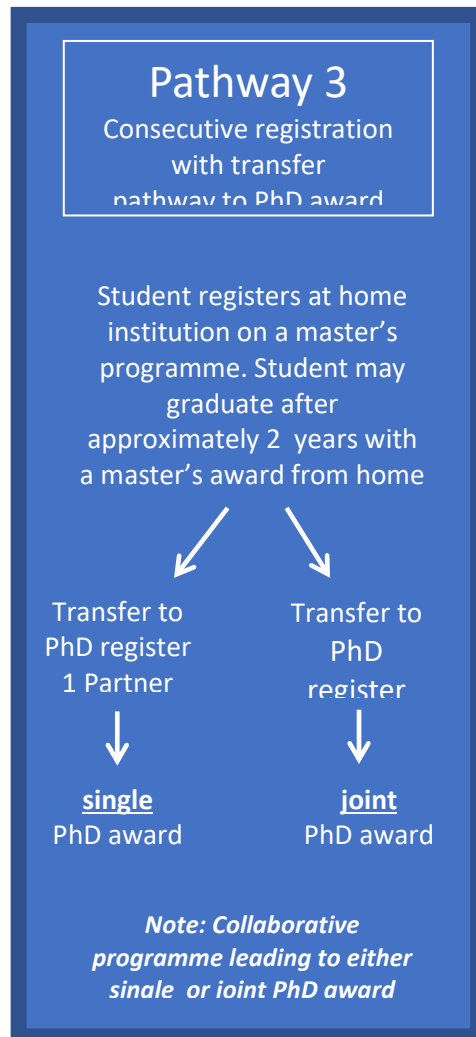 Pathway 3
Consecutive registration
with transfer
pathway to PhD award
Student registers at home
institution on a master's
programme. Student may
graduate after
approximately 2 years with
a master's award from home
Transfer to
PhD register
1 Partner
Transfer to
PhD
register
single
PhD award
joint
PhD award
Note: Collaborative
programme leading to either
single or joint PhD award